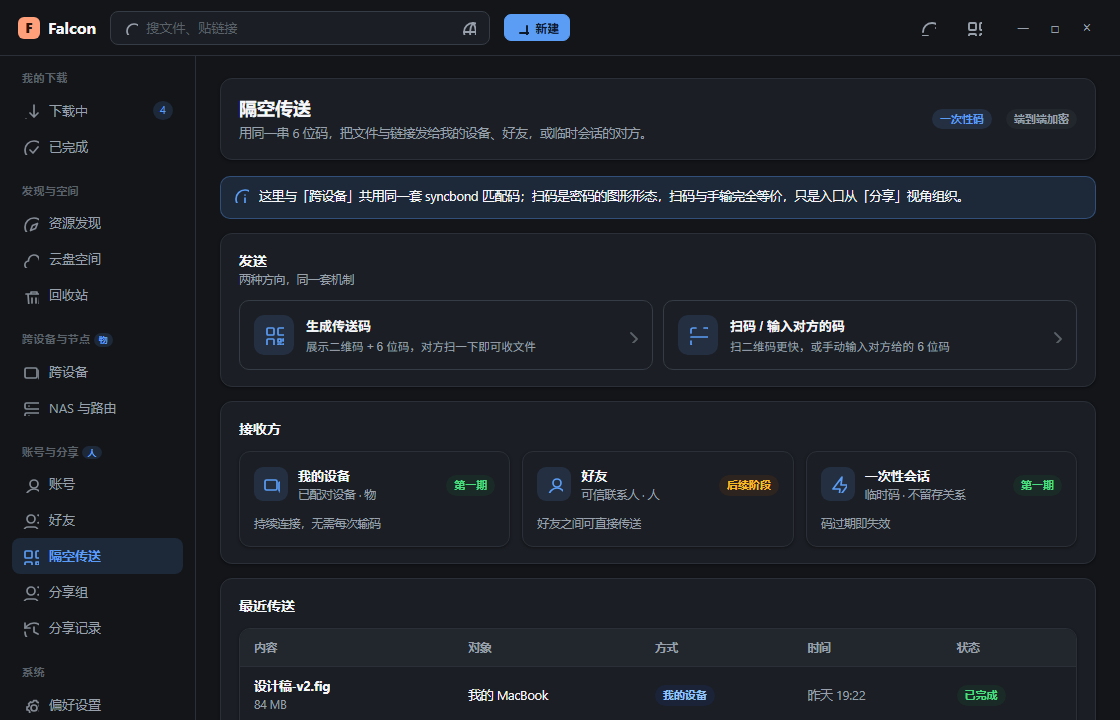 F Falcon
搜文件、贴链接
新建
我的下载
下载中
4
已完成
发现与空间
资源发现
云盘空间
回收站
跨设备与节点 物
跨设备
NAS 与路由
账号与分享 人
账号
好友
隔空传送
分享组
分享记录
系统
偏好设置
隔空传送
用同一串 6 位码，把文件与链接发给我的设备、好友，或临时会话的对方。
一次性码
端到端加密
这里与「跨设备」共用同一套 syncbond 匹配码；扫码是密码的图形形态，扫码与手输完全等价，只是入口从「分享」视角组织。
发送
两种方向，同一套机制
生成传送码
展示二维码 + 6 位码，对方扫一下即可收文件
扫码 / 输入对方的码
扫二维码更快，或手动输入对方给的 6 位码
接收方
我的设备
已配对设备 · 物
第一期
持续连接，无需每次输码
好友
可信联系人 · 人
后续阶段
好友之间可直接传送
一次性会话
临时码 · 不留存关系
第一期
码过期即失效
最近传送
内容 对象 方式 时间 状态
设计稿-v2.fig
84 MB
我的 MacBook
我的设备
昨天 19:22
已完成